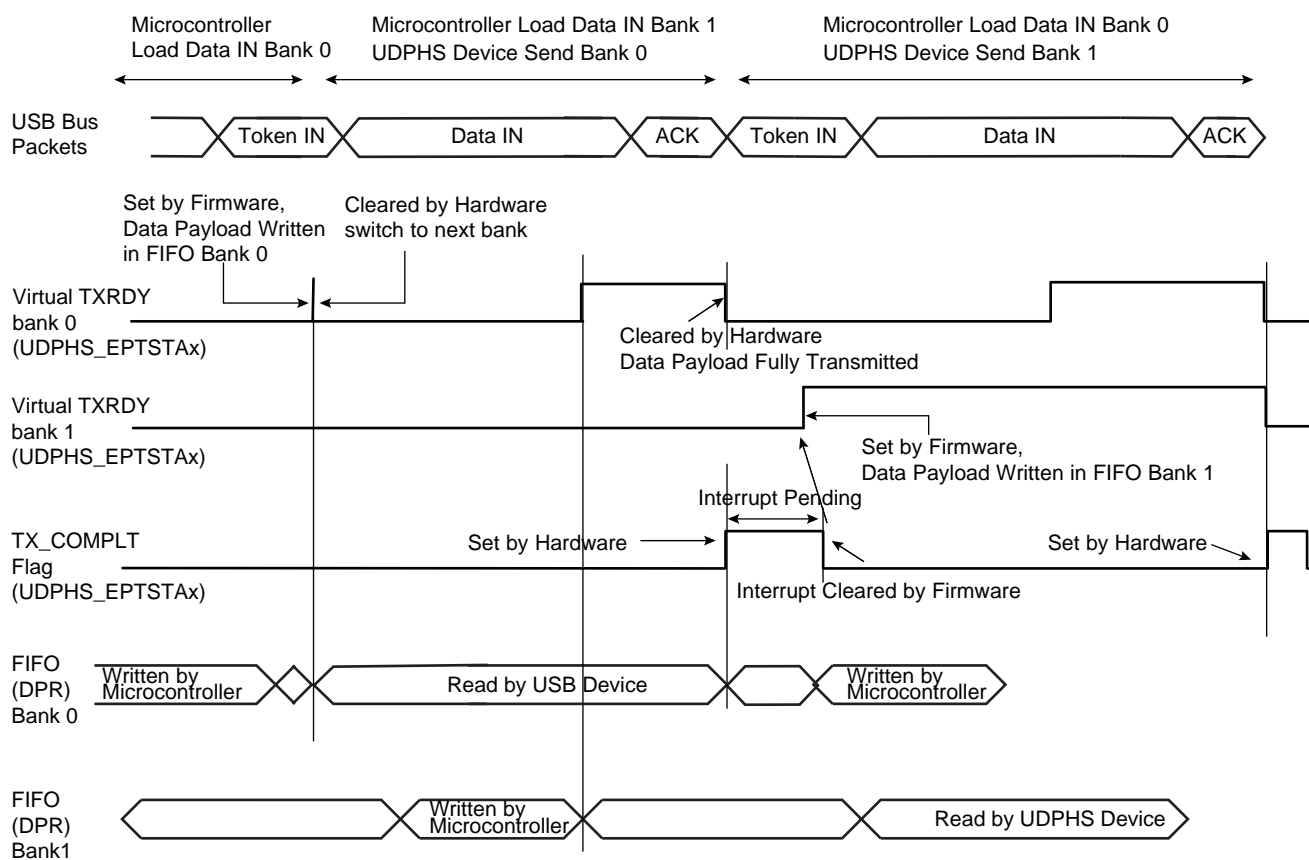 Microcontroller
Load Data IN Bank 0
Microcontroller Load Data IN Bank 1
UDPHS Device Send Bank 0
Microcontroller Load Data IN Bank 0
UDPHS Device Send Bank 1
USB Bus
Packets
Token IN
Data IN
ACK
Token IN
Data IN
ACK
Set by Firmware,
Data Payload Written
in FIFO Bank 0
Cleared by Hardware
switch to next bank
Virtual TXRDY
bank 0
(UDPHS_EPTSTAx)
Cleared by Hardware
Data Payload Fully Transmitted
Virtual TXRDY
bank 1
(UDPHS_EPTSTAx)
Set by Firmware,
Data Payload Written in FIFO Bank 1
Interrupt Pending
TX_COMPLT
Flag
(UDPHS_EPTSTAx)
Set by Hardware
Set by Hardware
Interrupt Cleared by Firmware
FIFO
(DPR)
Bank 0
Written by
Microcontroller
Read by USB Device
Written by
Microcontroller
FIFO
(DPR)
Bank1
Written by
Microcontroller
Read by UDPHS Device